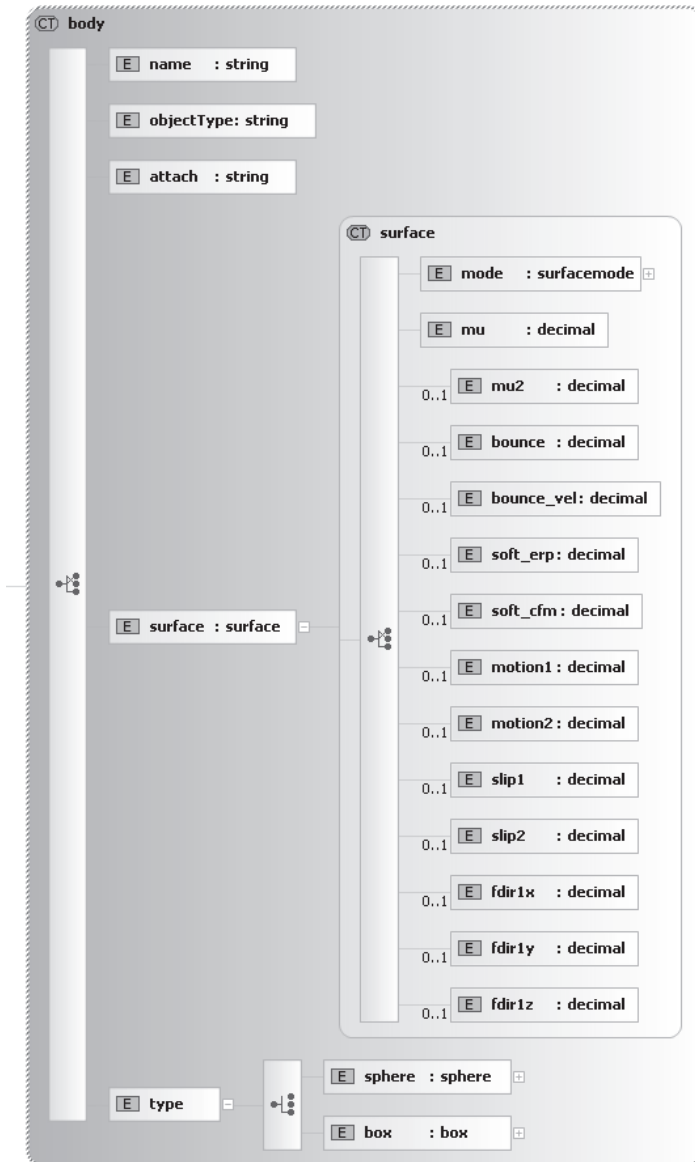 CT body
E name : string
E objectType: string
E attach : string
CT surface
E mode : surfacemode
E mu : decimal
0..1 E mu2 : decimal
0..1 E bounce : decimal
0..1 E bounce_vel: decimal
0..1 E soft_erp: decimal
0..1 E soft_cfm: decimal
E surface : surface
0..1 E motion1: decimal
0..1 E motion2: decimal
0..1 E slip1 : decimal
0..1 E slip2 : decimal
0..1 E fdir1x : decimal
0..1 E fdir1y : decimal
0..1 E fdir1z : decimal
E sphere : sphere
E type
E box : box